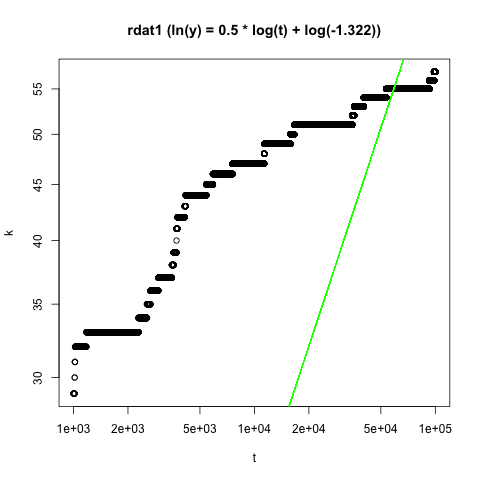 rdat1 (ln(y) = 0.5 * log(t) + log(-1.322))
55
50
45
40
35
30
k
1e+03
2e+03
5e+03
1e+04
2e+04
5e+04
1e+05
t